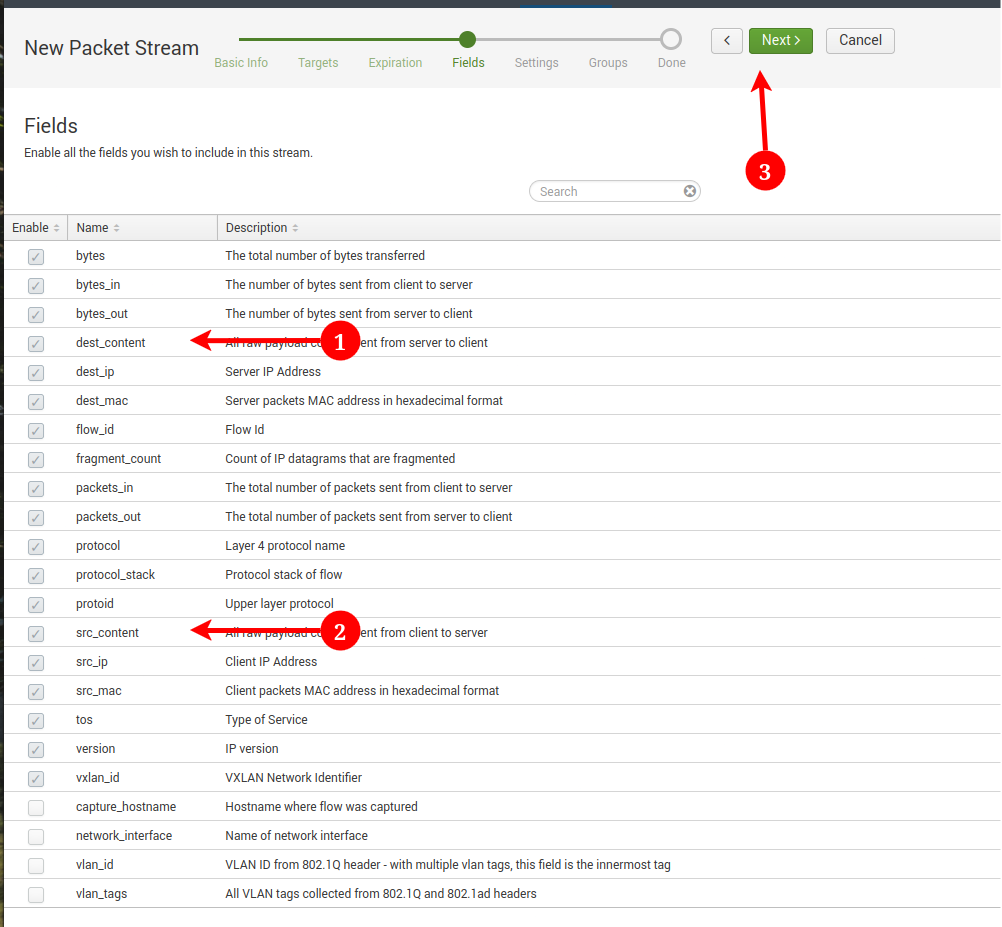 New Packet Stream
Basic Info Targets Expiration Fields Settings Groups Done
< Next > Cancel
Fields
Enable all the fields you wish to include in this stream.
3
Search
Enable Name Description
bytes The total number of bytes transferred
bytes_in The number of bytes sent from client to server
bytes_out The number of bytes sent from server to client
dest_content 1 All raw payload sent from server to client
dest_ip Server IP Address
dest_mac Server packets MAC address in hexadecimal format
flow_id Flow Id
fragment_count Count of IP datagrams that are fragmented
packets_in The total number of packets sent from client to server
packets_out The total number of packets sent from server to client
protocol Layer 4 protocol name
protocol_stack Protocol stack of flow
protoid Upper layer protocol
src_content 2 All raw payload sent from client to server
src_ip Client IP Address
src_mac Client packets MAC address in hexadecimal format
tos Type of Service
version IP version
vxlan_id VXLAN Network Identifier
capture_hostname Hostname where flow was captured
network_interface Name of network interface
vlan_id VLAN ID from 802.1Q header - with multiple vlan tags, this field is the innermost tag
vlan_tags All VLAN tags collected from 802.1Q and 802.1ad headers